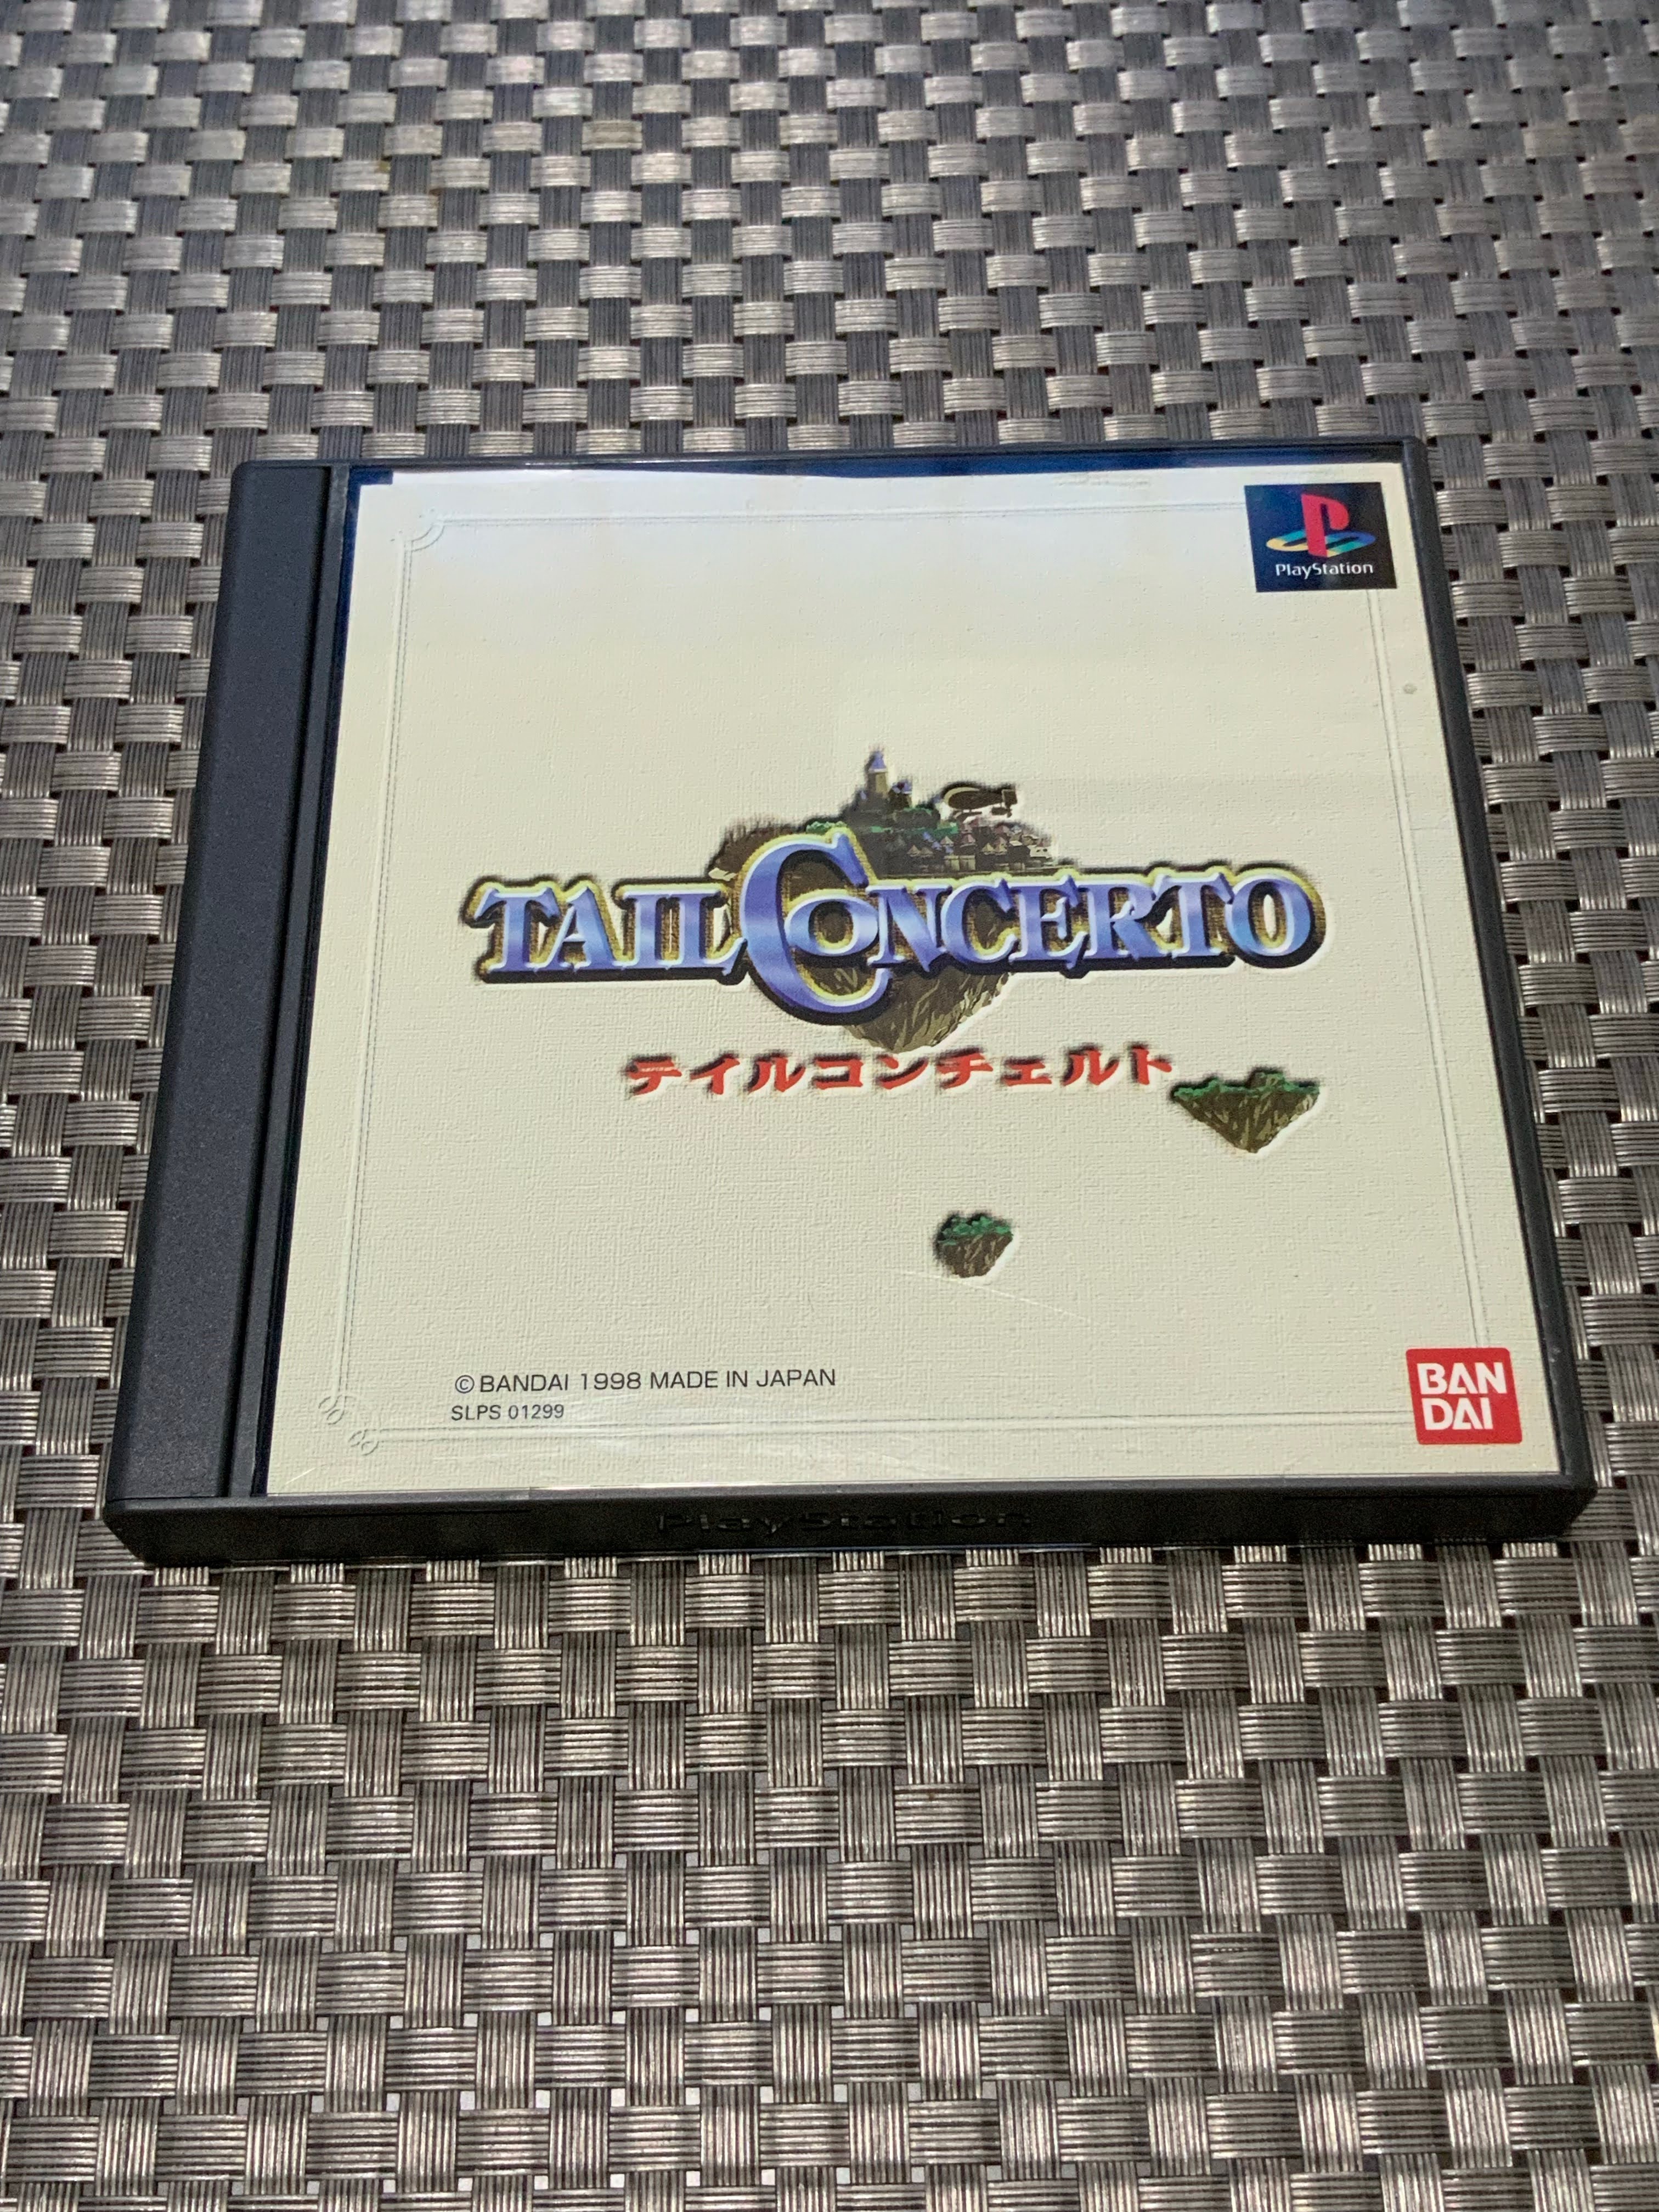 PlayStation
TAIL CONCERTO
テイルコンチェルト
©BANDAI 1998 MADE IN JAPAN
SLPS 01299
BAN
DAI
PlayStation